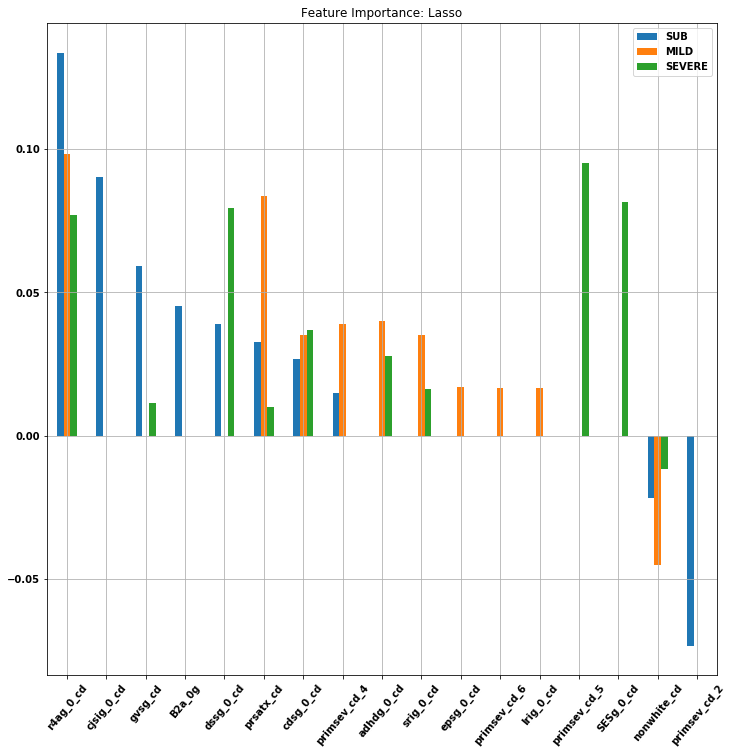 Feature Importance: Lasso
SUB
MILD
SEVERE
0.10
0.05
0.00
−0.05
r4ag_0_cd
cjsig_0_cd
gvsg_cd
B2a_0g
dssg_0_cd
prsatx_cd
cdsg_0_cd
primsev_cd_4
adhdg_0_cd
srig_0_cd
epsg_0_cd
primsev_cd_6
lrig_0_cd
primsev_cd_5
SESg_0_cd
nonwhite_cd
primsev_cd_2